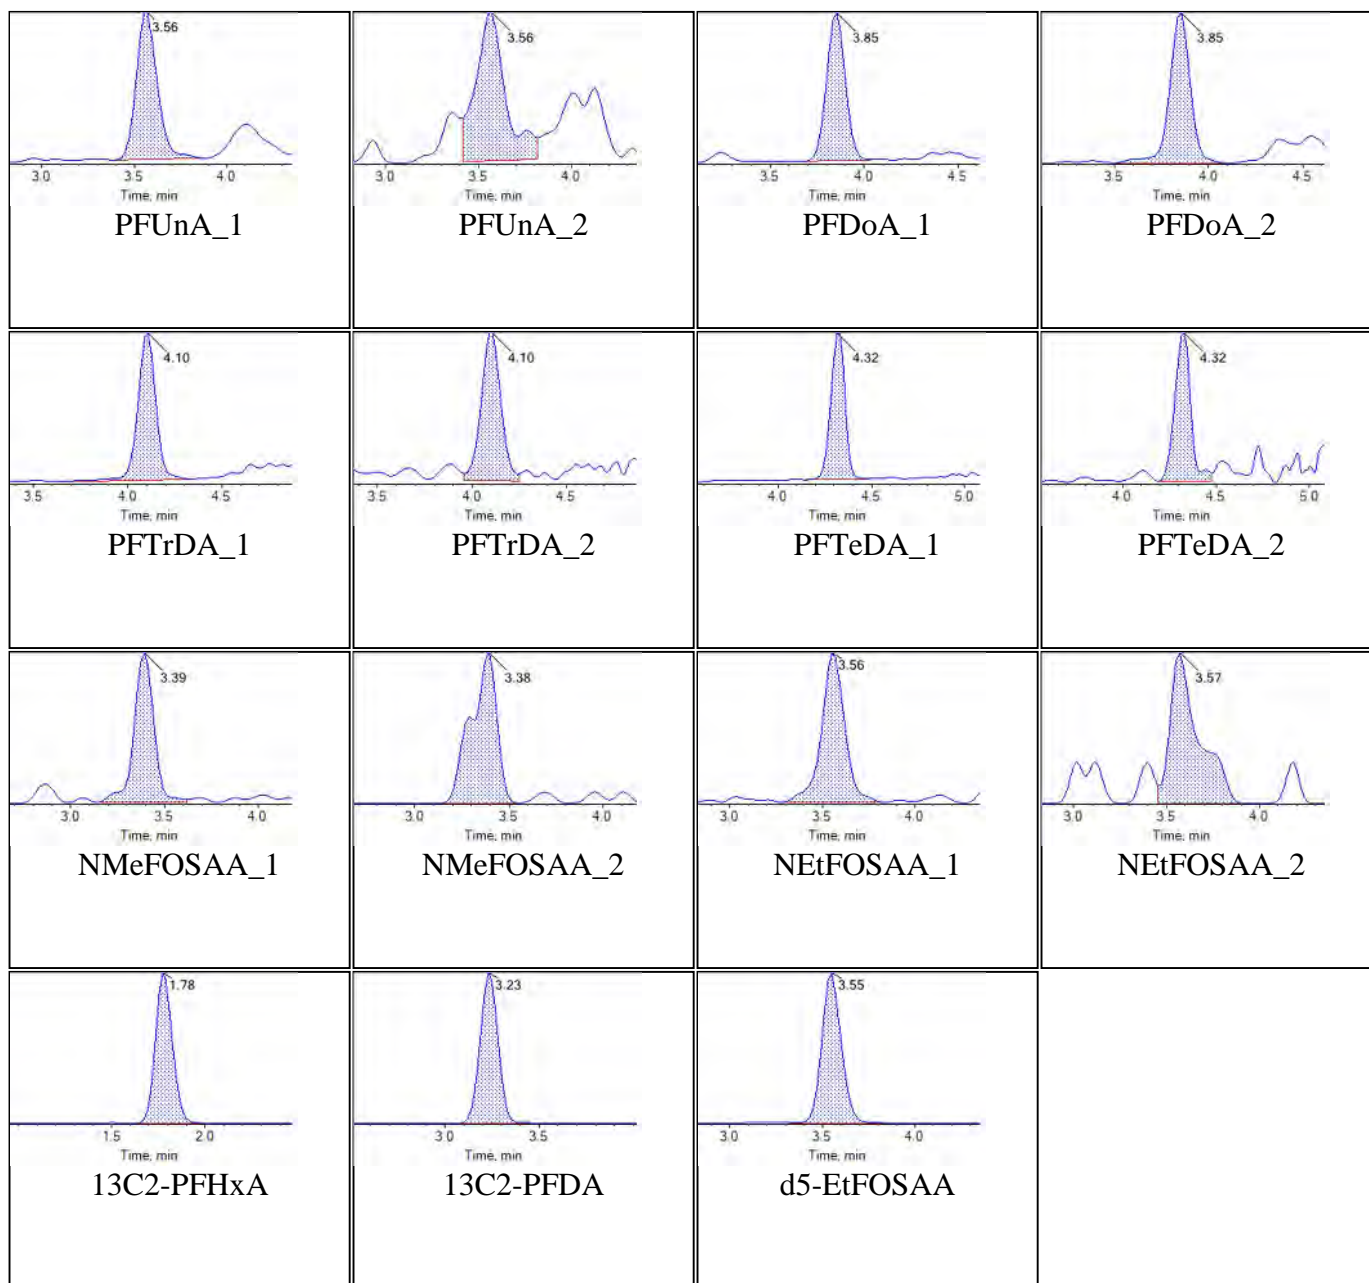 3.56
3.0 3.5 4.0
Time, min
PFUnA_1
3.56
3.0 3.5 4.0
Time, min
PFUnA_2
3.85
3.5 4.0 4.5
Time, min
PFDoA_1
3.85
3.5 4.0 4.5
Time, min
PFDoA_2
4.10
3.5 4.0 4.5
Time, min
PFTrDA_1
4.10
3.5 4.0 4.5
Time, min
PFTrDA_2
4.32
4.0 4.5 5.0
Time, min
PFTeDA_1
4.32
4.0 4.5 5.0
Time, min
PFTeDA_2
3.39
3.0 3.5 4.0
Time, min
NMeFOSAA_1
3.38
3.0 3.5 4.0
Time, min
NMeFOSAA_2
3.56
3.0 3.5 4.0
Time, min
NEtFOSAA_1
3.57
3.0 3.5 4.0
Time, min
NEtFOSAA_2
1.78
1.5 2.0
Time, min
13C2-PFHxA
3.23
3.0 3.5
Time, min
13C2-PFDA
3.55
3.0 3.5 4.0
Time, min
d5-EtFOSAA